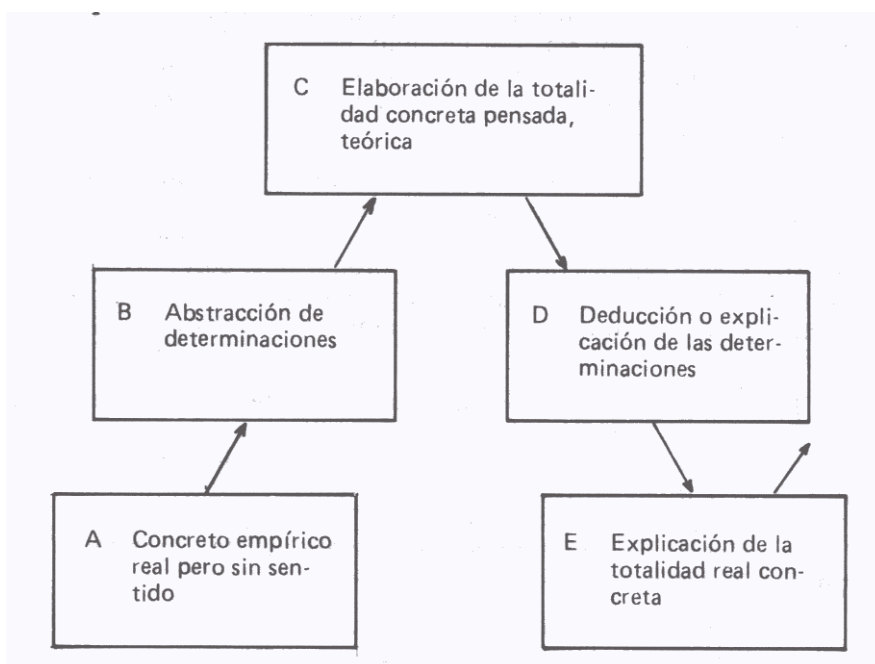 C Elaboración de la totali-
dad concreta pensada,
teórica
B Abstracción de
determinaciones
D Deducción o expli-
cación de las deter-
minaciones
A Concreto empírico
real pero sin sen-
tido
E Explicación de la
totalidad real con-
creta